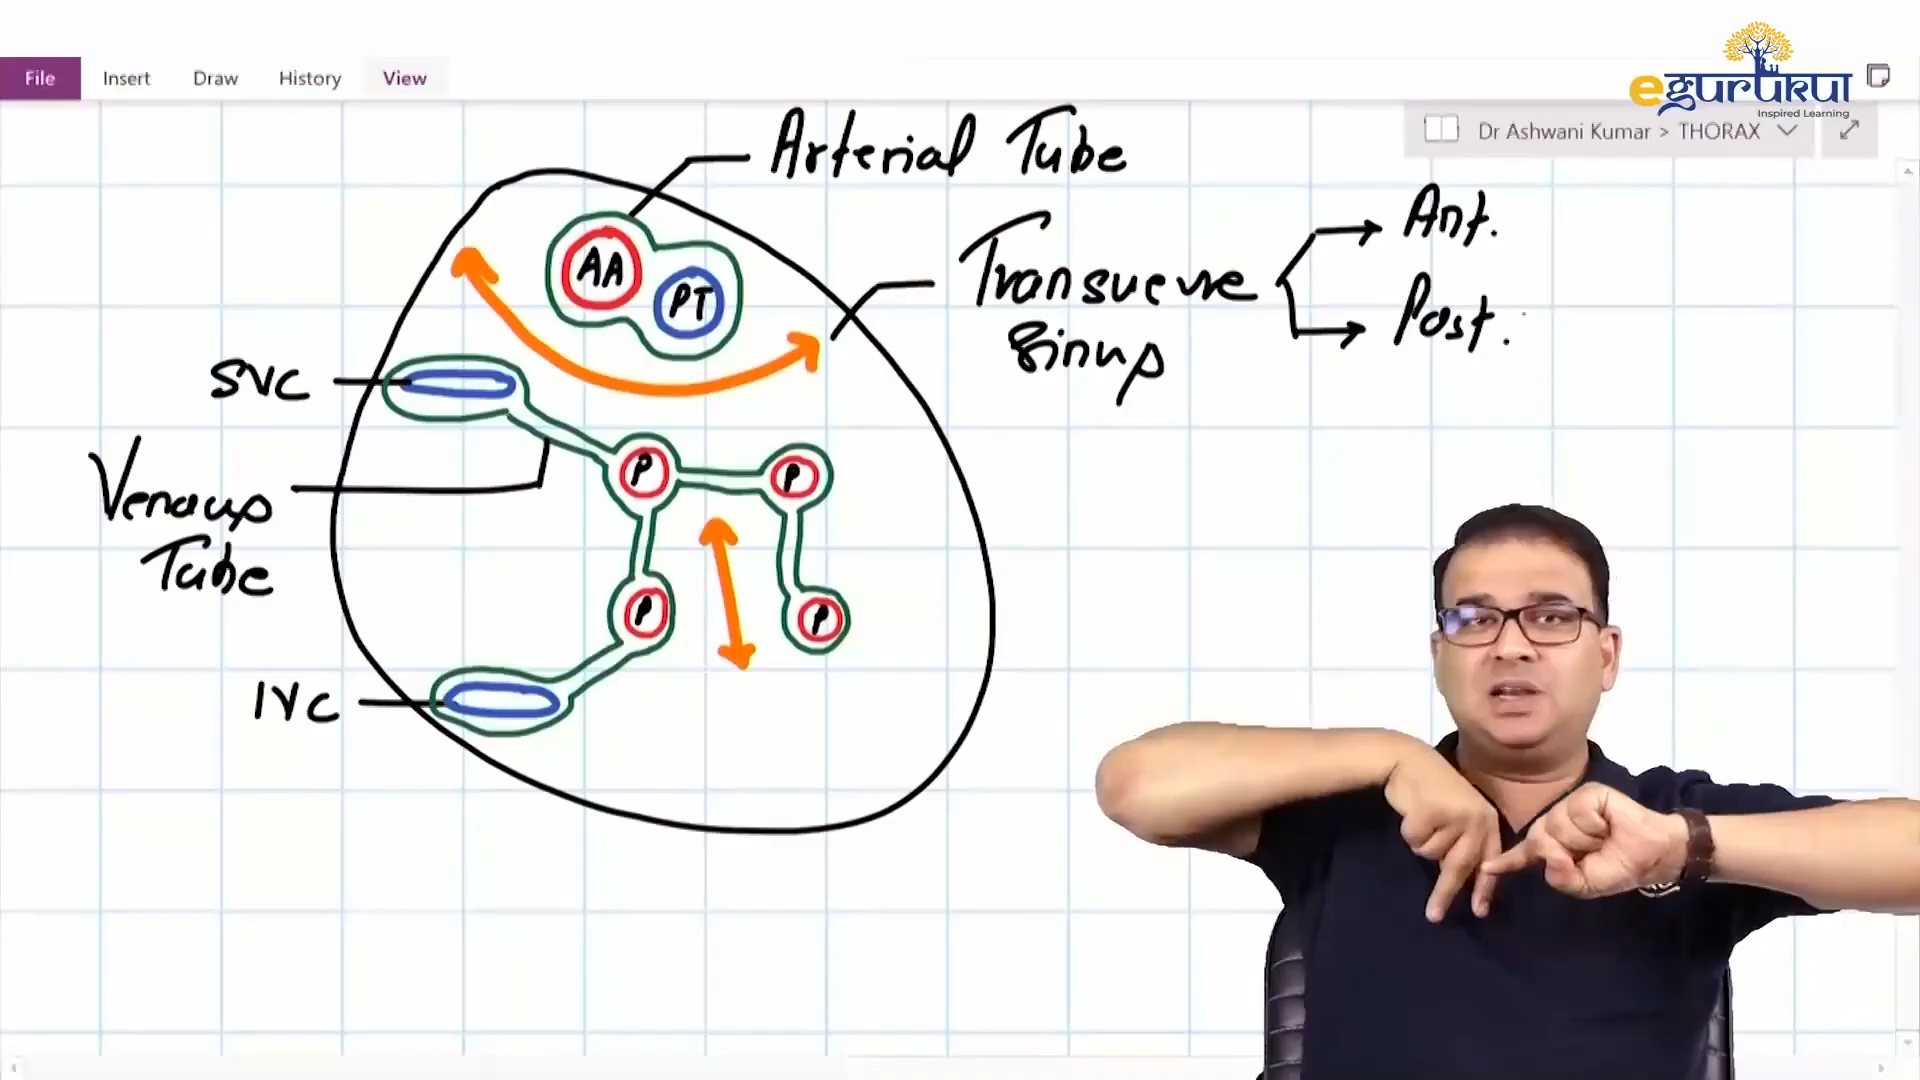 egurukul
Inspired Learning
File Insert Draw History View
Dr Ashwani Kumar > THORAX
Arterial Tube
Ant.
AA
PT
Transverse
Sinus
Post.
SVC
P P
Venous
Tube
P P
IVC